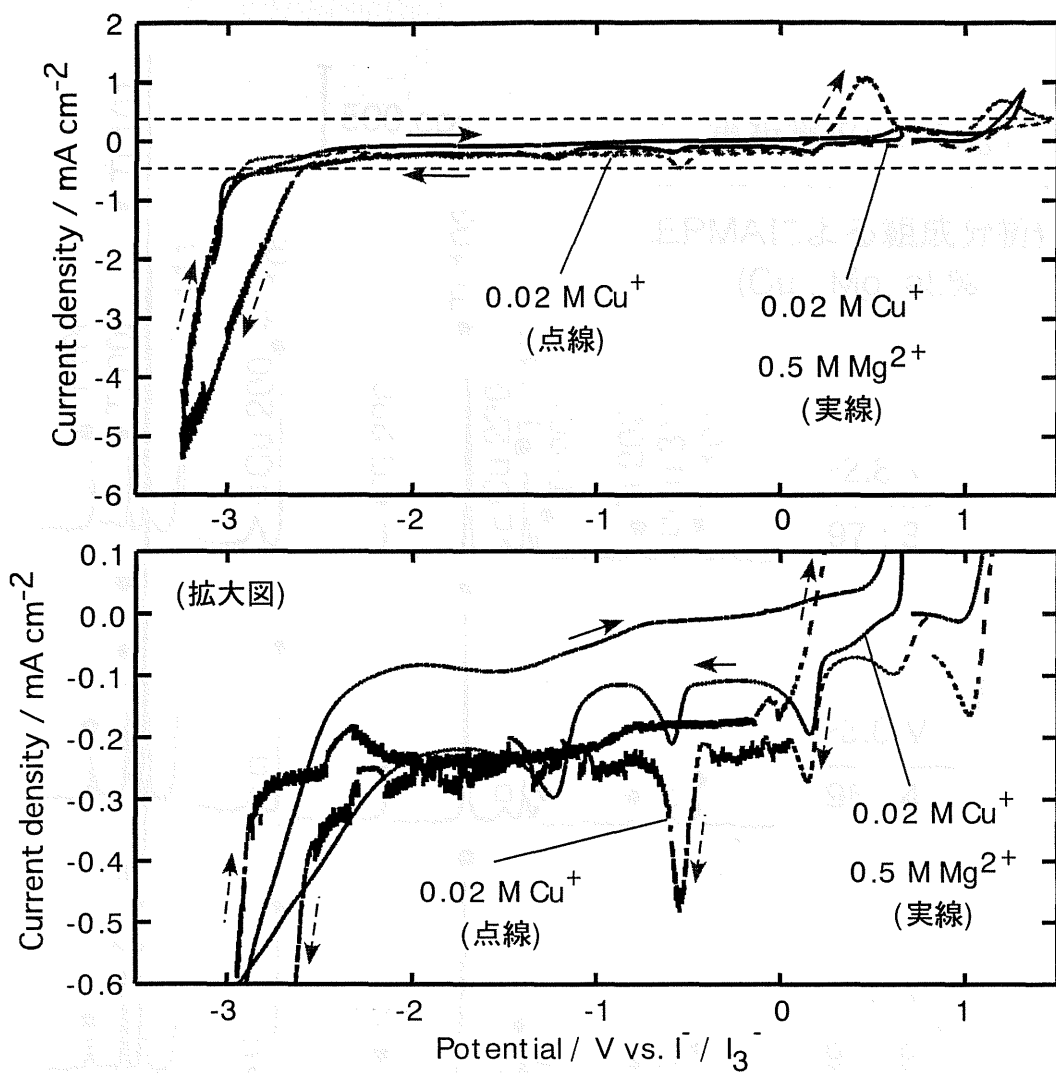 2
1
0
-1
-2
-3
-4
-5
-6
Current density / mA cm⁻²
0.02 M Cu⁺
(点線)
0.02 M Cu⁺
0.5 M Mg²⁺
(実線)
-3 -2 -1 0 1
(拡大図)
0.1
0.0
-0.1
-0.2
-0.3
-0.4
-0.5
-0.6
Current density / mA cm⁻²
0.02 M Cu⁺
(点線)
0.02 M Cu⁺
0.5 M Mg²⁺
(実線)
-3 -2 -1 0 1
Potential / V vs. I⁻ / I₃⁻